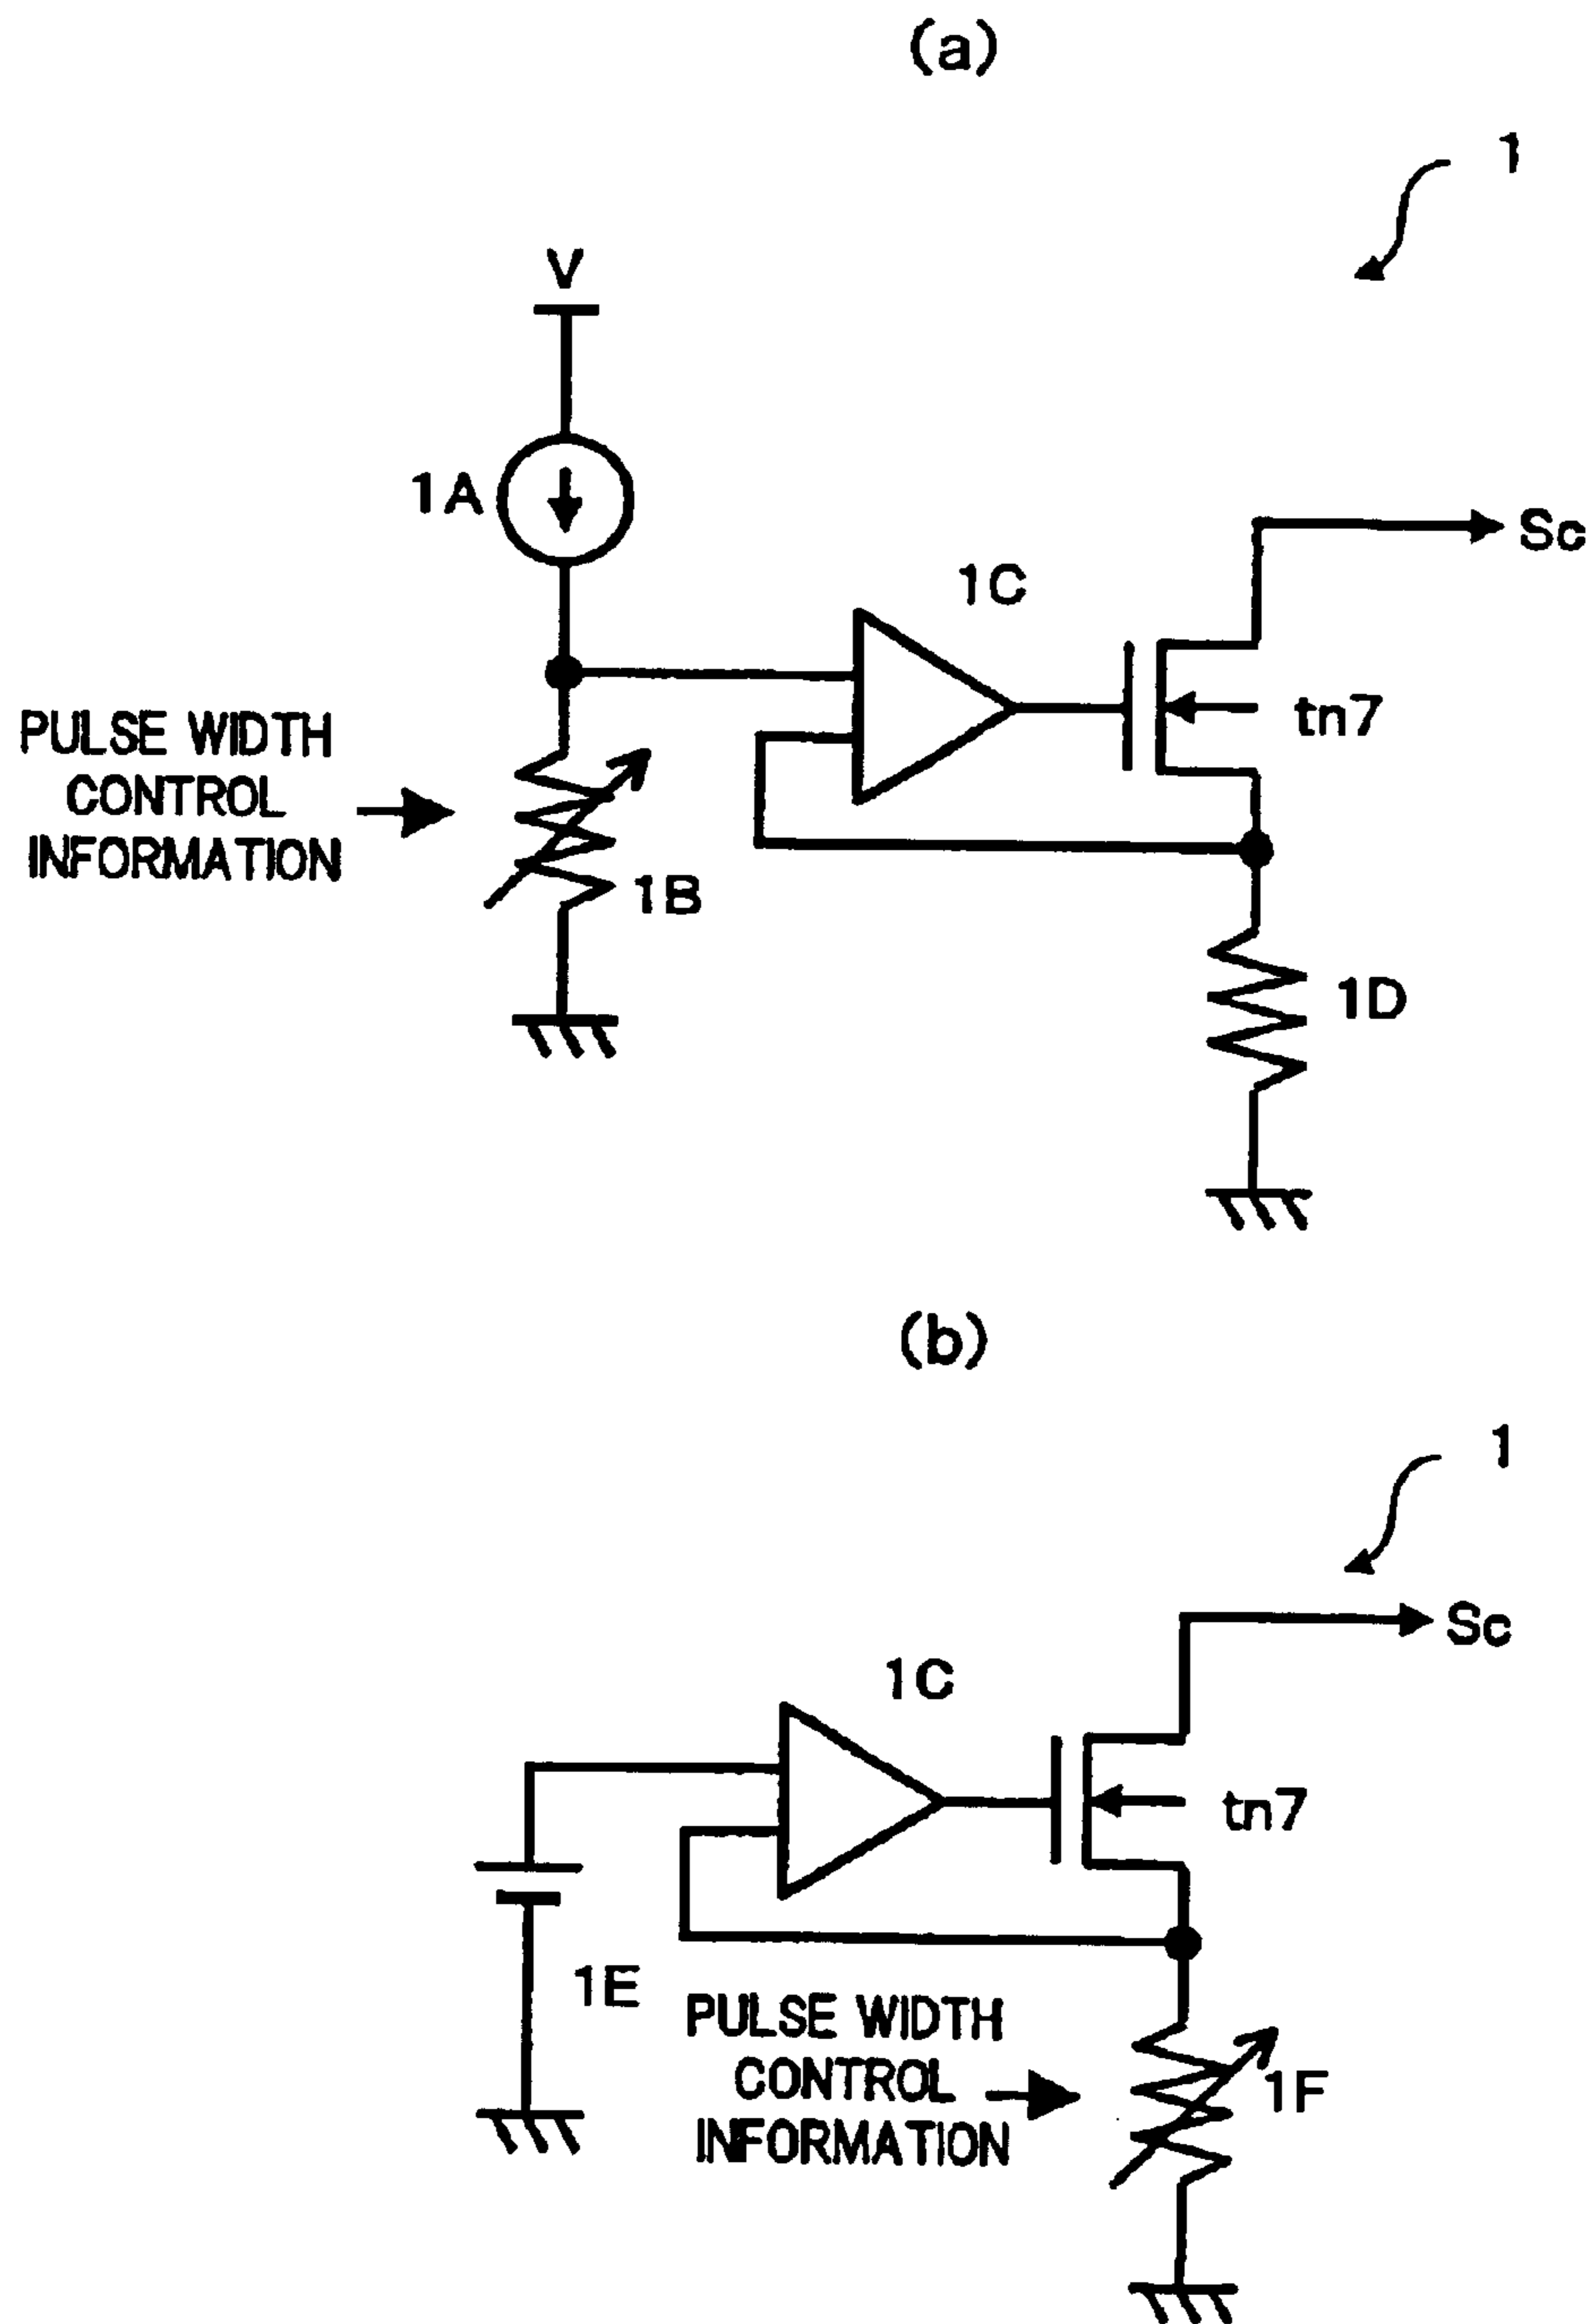 (a)
1
V
1A
Sc
1C
tn7
PULSE WIDTH
CONTROL
INFORMATION
1B
1D
(b)
1
Sc
1C
tn7
1E
PULSE WIDTH
CONTROL
INFORMATION
1F